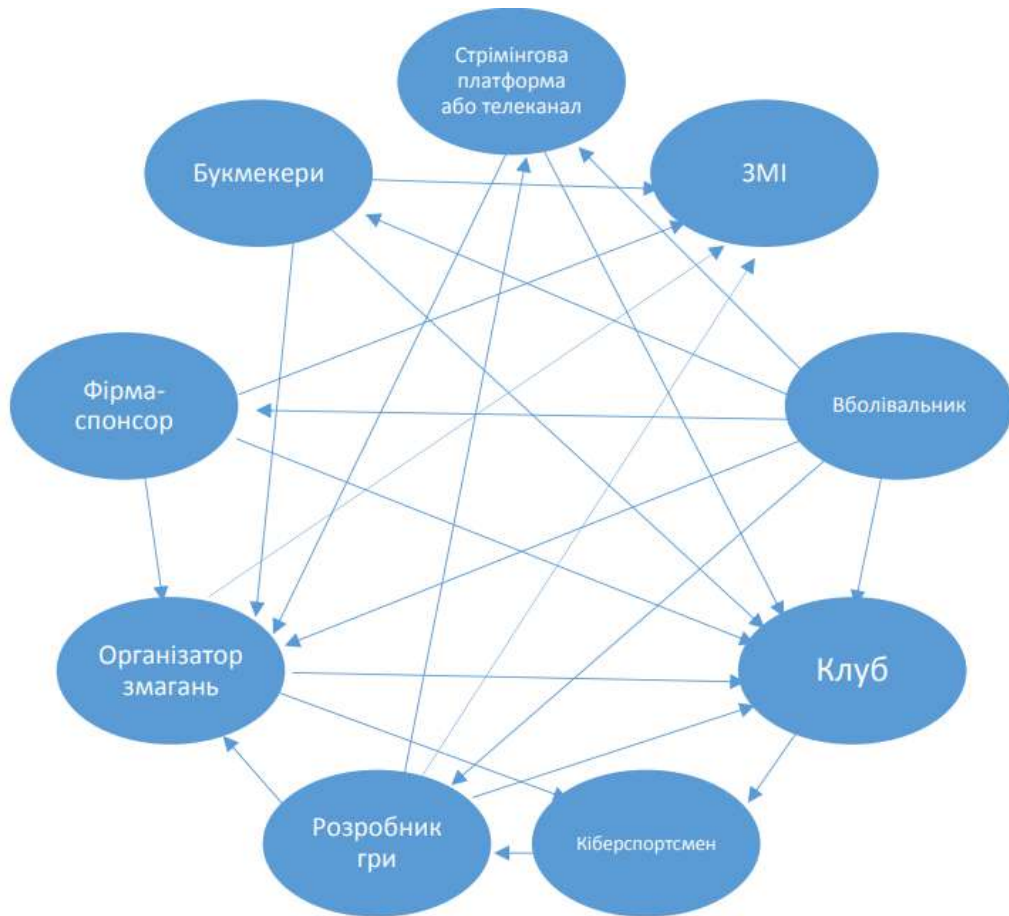 Стрімінгова
платформа
або телеканал
Букмекери
ЗМІ
Фірма-
спонсор
Вболівальник
Організатор
змагань
Клуб
Розробник
гри
Кіберспортсмен